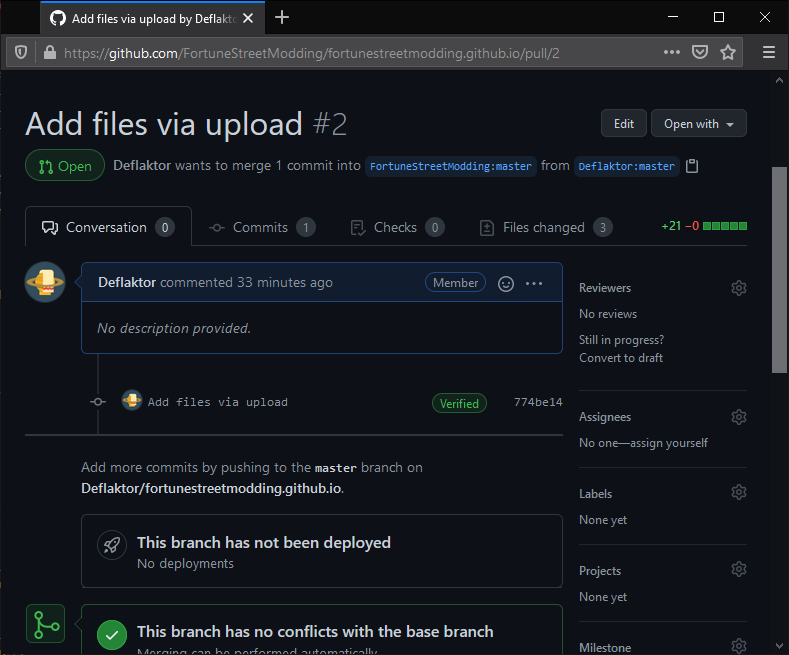 Add files via upload by Deflakto
https://github.com/FortuneStreetModding/fortunestreetmodding.github.io/pull/2
Add files via upload #2
Edit
Open with
Open
Deflaktor wants to merge 1 commit into FortuneStreetModding:master from Deflaktor:master
Conversation 0
Commits 1
Checks 0
Files changed 3
+21 −0
Deflaktor commented 33 minutes ago
Member
No description provided.
Add files via upload
Verified
774be14
Add more commits by pushing to the master branch on
Deflaktor/fortunestreetmodding.github.io.
This branch has not been deployed
No deployments
This branch has no conflicts with the base branch
Merging can be performed automatically.
Reviewers
No reviews
Still in progress?
Convert to draft
Assignees
No one—assign yourself
Labels
None yet
Projects
None yet
Milestone